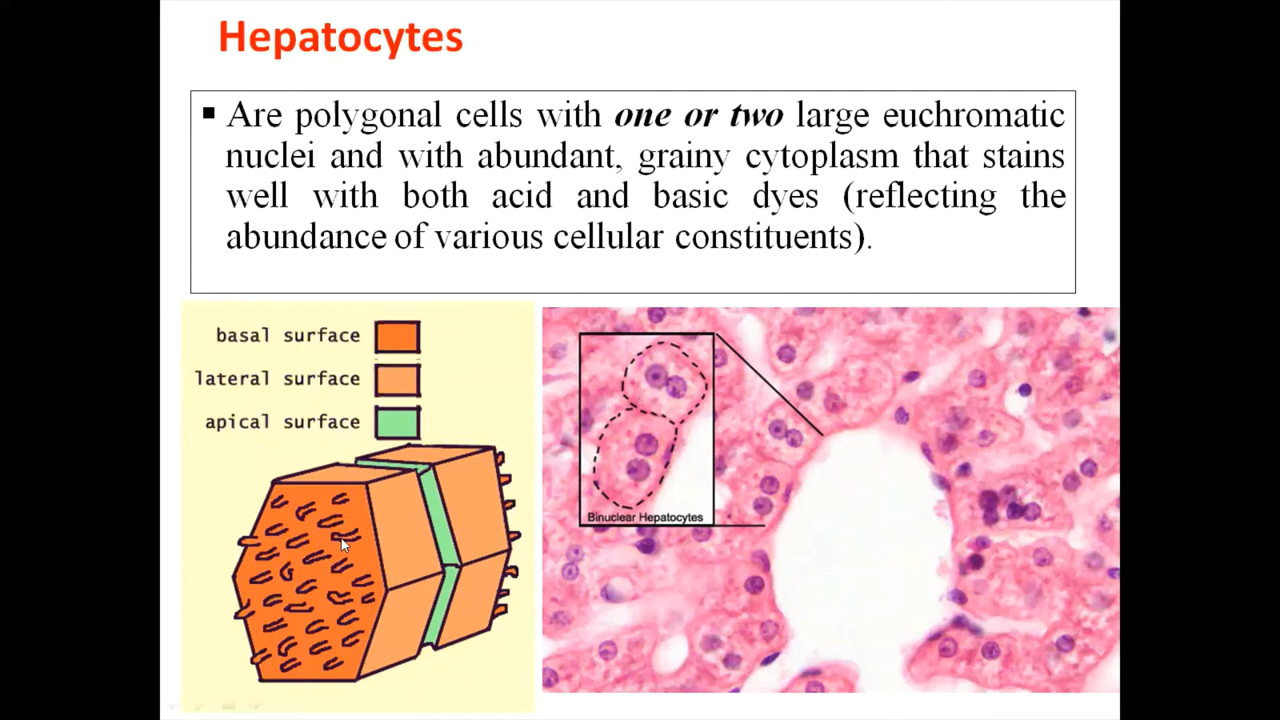 Hepatocytes
▪ Are polygonal cells with one or two large euchromatic
nuclei and with abundant, grainy cytoplasm that stains
well with both acid and basic dyes (reflecting the
abundance of various cellular constituents).
basal surface
lateral surface
apical surface
Binuclear Hepatocytes